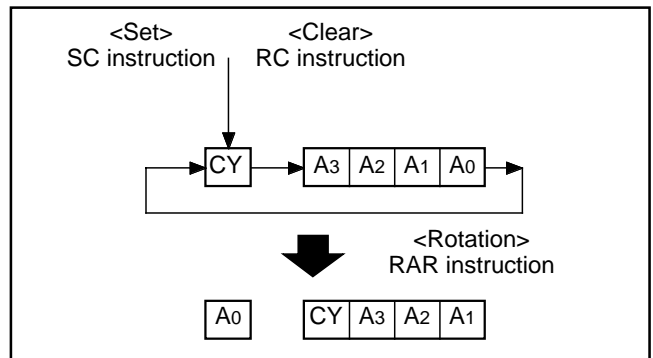 <Set> <Clear>
SC instruction RC instruction
CY A3 A2 A1 A0
<Rotation>
RAR instruction
A0 CY A3 A2 A1